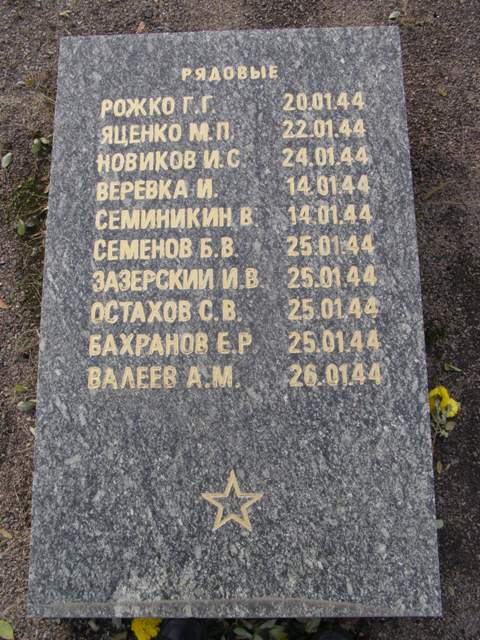 РЯДОВЫЕ
РОЖКО Г.Г. 20.01.44
ЯЦЕНКО М.П. 22.01.44
НОВИКОВ И.С. 24.01.44
ВЕРЕВКА И. 14.01.44
СЕМИНИКИН В. 14.01.44
СЕМЕНОВ Б.В. 25.01.44
ЗАЗЕРСКИЙ И.В. 25.01.44
ОСТАХОВ С.В. 25.01.44
БАХРАНОВ Е.Р. 25.01.44
ВАЛЕЕВ А.М. 26.01.44